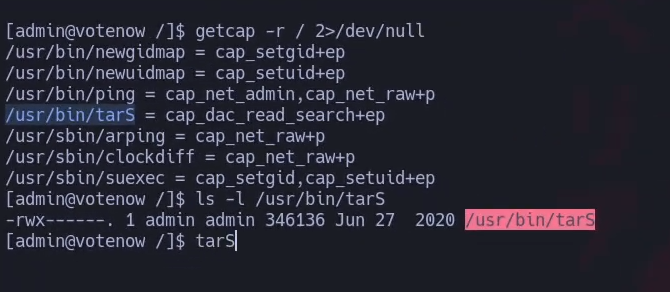 [admin@votenow /]$ getcap -r / 2>/dev/null
/usr/bin/newgidmap = cap_setgid+ep
/usr/bin/newuidmap = cap_setuid+ep
/usr/bin/ping = cap_net_admin,cap_net_raw+p
/usr/bin/tarS = cap_dac_read_search+ep
/usr/sbin/arping = cap_net_raw+p
/usr/sbin/clockdiff = cap_net_raw+p
/usr/sbin/suexec = cap_setgid,cap_setuid+ep
[admin@votenow /]$ ls -l /usr/bin/tarS
-rwx------. 1 admin admin 346136 Jun 27  2020 /usr/bin/tarS
[admin@votenow /]$ tarS